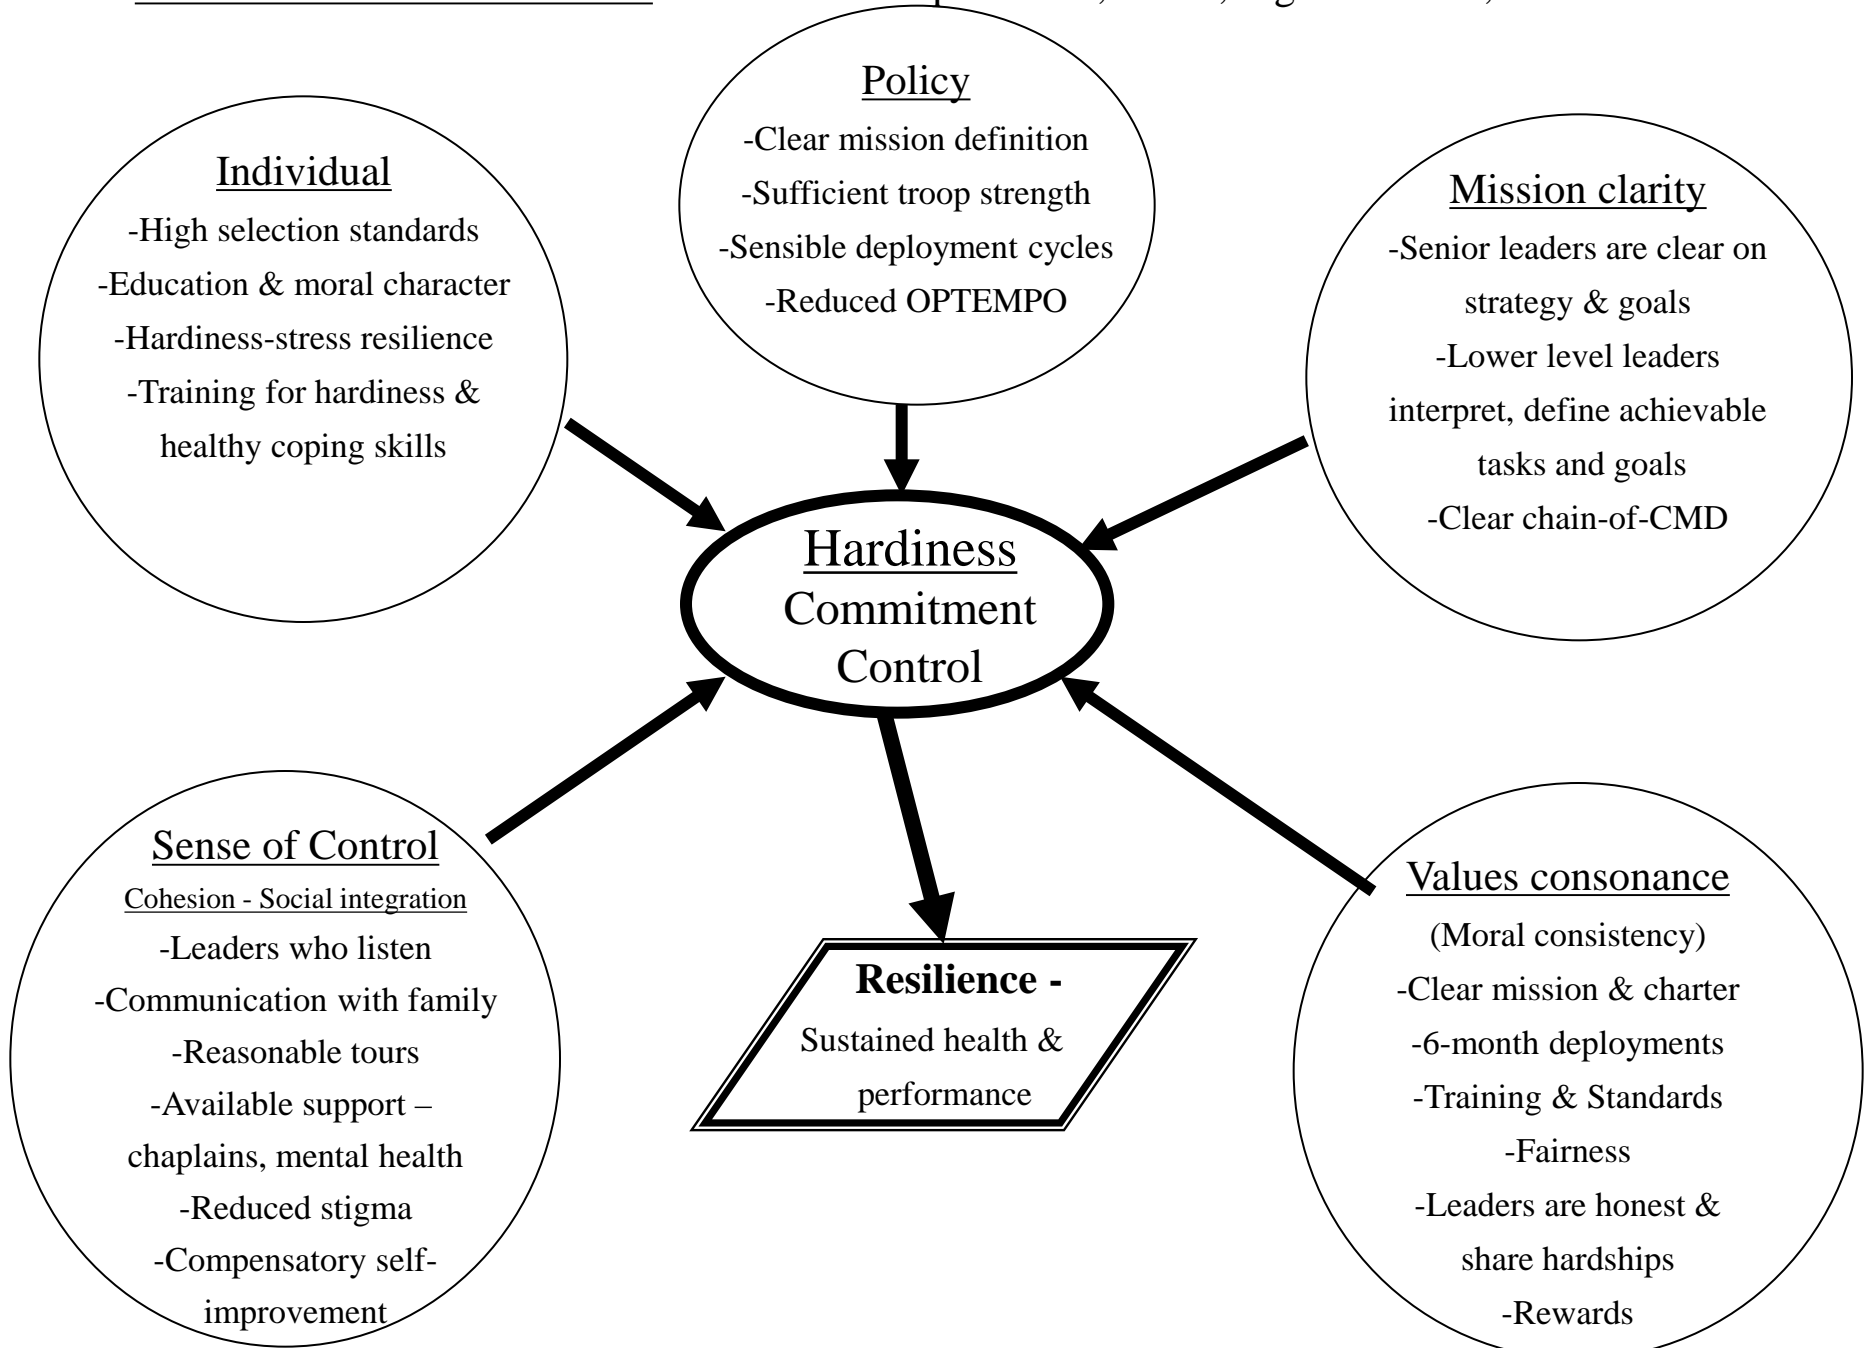 Policy
-Clear mission definition
-Sufficient troop strength
-Sensible deployment cycles
-Reduced OPTEMPO
Individual
-High selection standards
-Education & moral character
-Hardiness-stress resilience
-Training for hardiness &
healthy coping skills
Mission clarity
-Senior leaders are clear on
strategy & goals
-Lower level leaders
interpret, define achievable
tasks and goals
-Clear chain-of-CMD
Hardiness
Commitment
Control
Sense of Control
Cohesion - Social integration
-Leaders who listen
-Communication with family
-Reasonable tours
-Available support –
chaplains, mental health
-Reduced stigma
-Compensatory self-
improvement
Resilience -
Sustained health &
performance
Values consonance
(Moral consistency)
-Clear mission & charter
-6-month deployments
-Training & Standards
-Fairness
-Leaders are honest &
share hardships
-Rewards